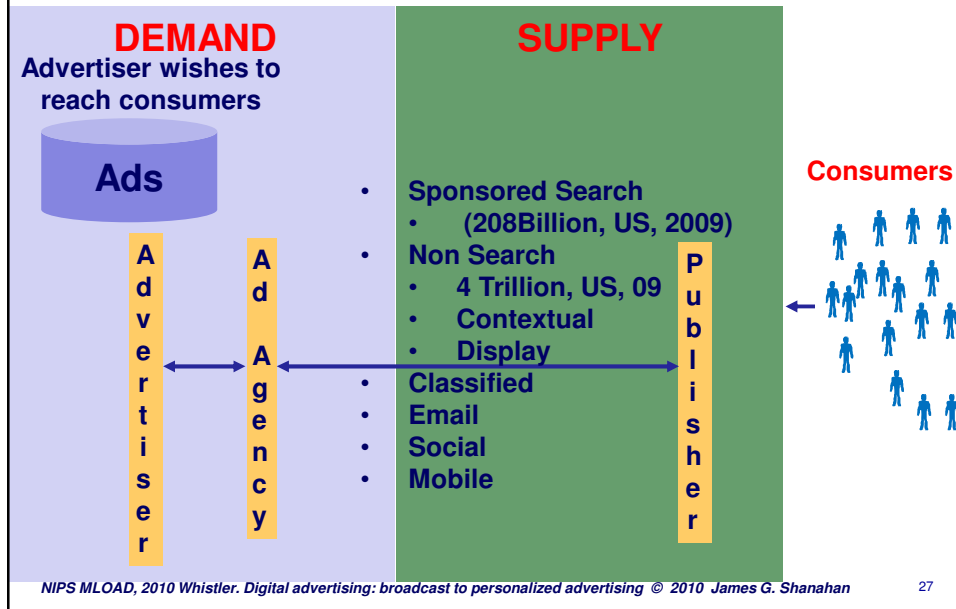 DEMAND
Advertiser wishes to
reach consumers
Ads
Advertiser
Ad Agency
SUPPLY
• Sponsored Search
• (208Billion, US, 2009)
• Non Search
• 4 Trillion, US, 09
• Contextual
• Display
• Classified
• Email
• Social
• Mobile
Publisher
Consumers
NIPS MLOAD, 2010 Whistler. Digital advertising: broadcast to personalized advertising © 2010 James G. Shanahan
27